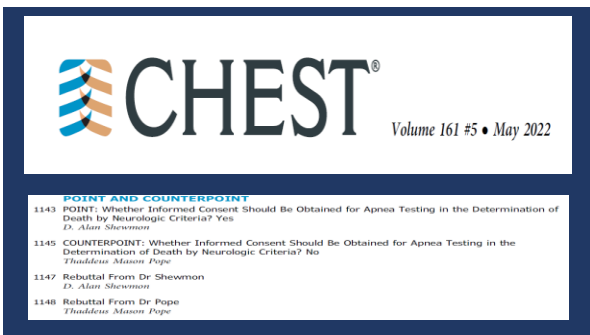 CHEST®
Volume 161 #5 • May 2022
POINT AND COUNTERPOINT
1143 POINT: Whether Informed Consent Should Be Obtained for Apnea Testing in the Determination of
Death by Neurologic Criteria? Yes
D. Alan Shewmon
1145 COUNTERPOINT: Whether Informed Consent Should Be Obtained for Apnea Testing in the
Determination of Death by Neurologic Criteria? No
Thaddeus Mason Pope
1147 Rebuttal From Dr Shewmon
D. Alan Shewmon
1148 Rebuttal From Dr Pope
Thaddeus Mason Pope